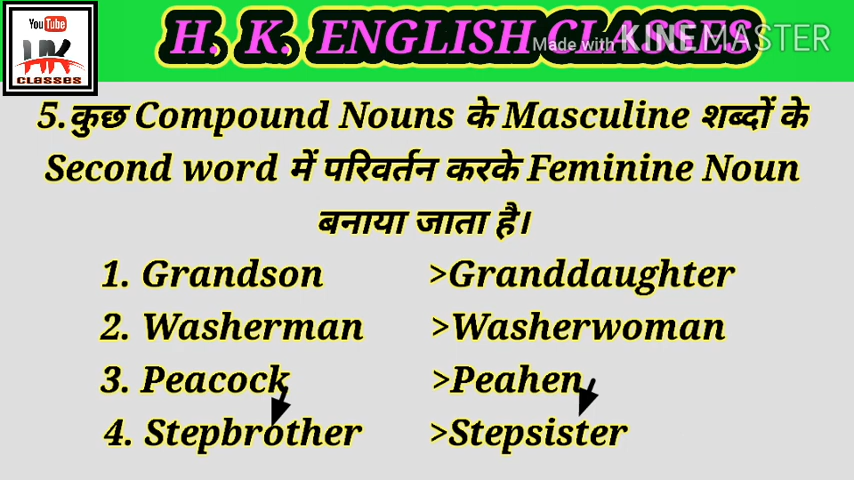 H. K. ENGLISH CLASSES
Made with KINEMASTER
YouTube
HK
CLASSES
5.कुछ Compound Nouns के Masculine शब्दों के
Second word में परिवर्तन करके Feminine Noun
बनाया जाता है।
1. Grandson >Granddaughter
2. Washerman >Washerwoman
3. Peacock >Peahen
4. Stepbrother >Stepsister